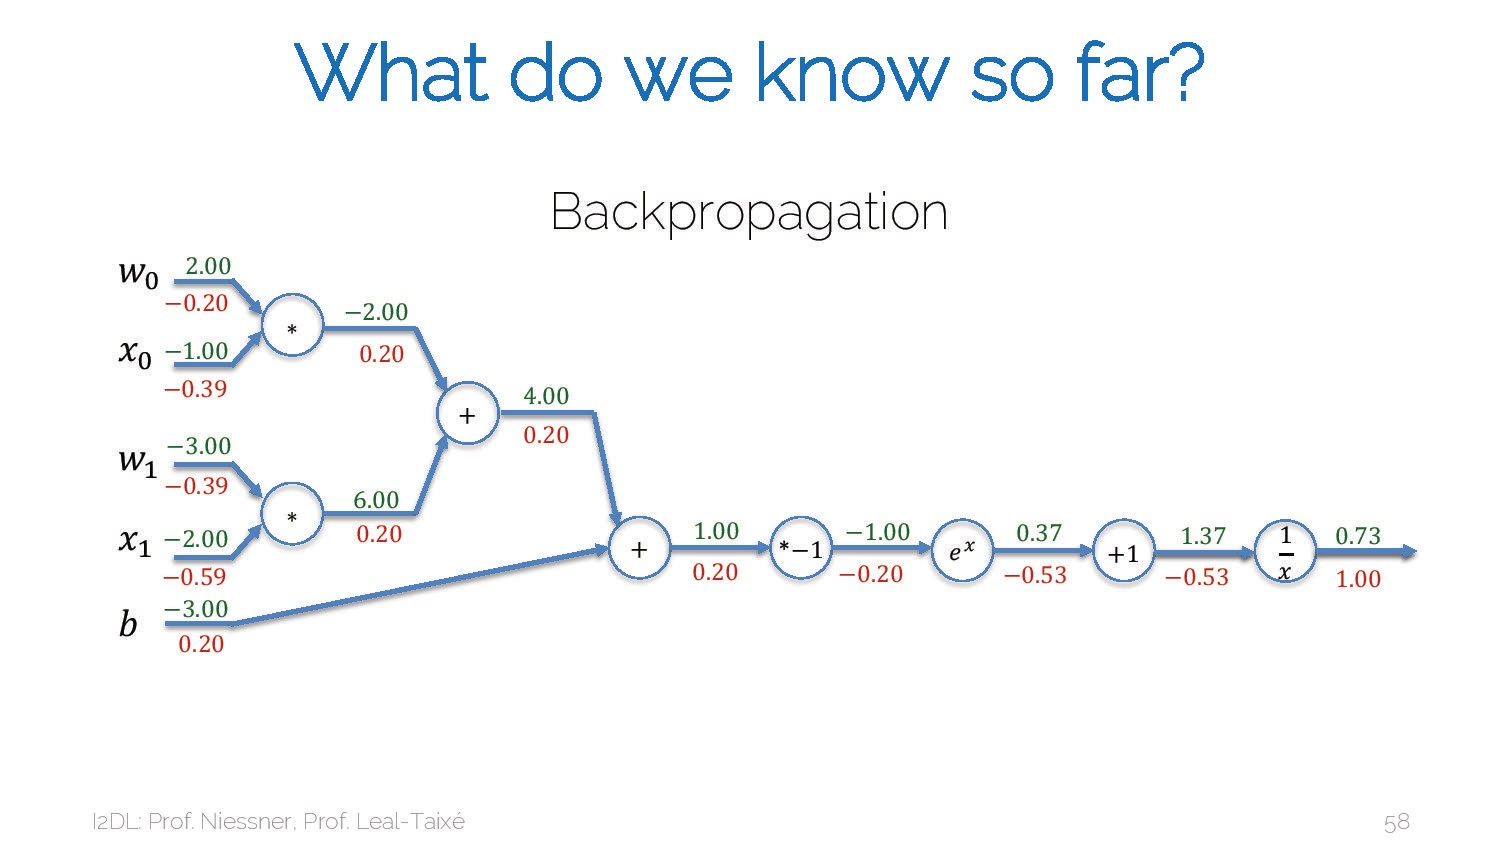 What do we know so far?
Backpropagation
w₀ 2.00
−0.20
*
−2.00
0.20
x₀ −1.00
−0.39
+
4.00
0.20
w₁ −3.00
−0.39
*
6.00
0.20
x₁ −2.00
−0.59
b −3.00
0.20
+
1.00
0.20
*−1
−1.00
−0.20
eˣ
0.37
−0.53
+1
1.37
−0.53
1/x
0.73
1.00
I2DL: Prof. Niessner, Prof. Leal-Taixé
58